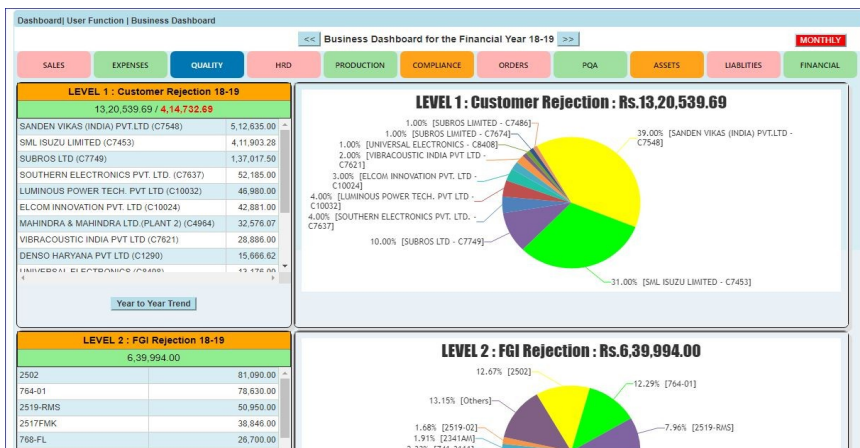 Dashboard| User Function | Business Dashboard
<< Business Dashboard for the Financial Year 18-19 >>
MONTHLY
SALES EXPENSES QUALITY HRD PRODUCTION COMPLIANCE ORDERS PQA ASSETS LIABLITIES FINANCIAL
LEVEL 1 : Customer Rejection 18-19
13,20,539.69 / 4,14,732.69
SANDEN VIKAS (INDIA) PVT.LTD (C7548) 5,12,635.00
SML ISUZU LIMITED (C7453) 4,11,903.28
SUBROS LTD (C7749) 1,37,017.50
SOUTHERN ELECTRONICS PVT. LTD. (C7637) 52,185.00
LUMINOUS POWER TECH. PVT LTD (C10032) 46,980.00
ELCOM INNOVATION PVT. LTD (C10024) 42,881.00
MAHINDRA & MAHINDRA LTD.(PLANT 2) (C4964) 32,576.07
VIBRACOUSTIC INDIA PVT LTD (C7621) 28,886.00
DENSO HARYANA PVT LTD (C1290) 15,666.62
UNIVERSAL ELECTRONICS (C8408) 13,176.00
Year to Year Trend
LEVEL 1 : Customer Rejection : Rs.13,20,539.69
1.00% [SUBROS LIMITED - C7486]
1.00% [SUBROS LIMITED - C7674]
1.00% [UNIVERSAL ELECTRONICS -
C8408]
2.00% [VIBRACOUSTIC INDIA PVT LTD -
C7621]
3.00% [ELCOM INNOVATION PVT. LTD -
C10024]
4.00% [LUMINOUS POWER TECH. PVT LTD -
C10032]
4.00% [SOUTHERN ELECTRONICS PVT. LTD. -
C7637]
10.00% [SUBROS LTD - C7749]
39.00% [SANDEN VIKAS (INDIA) PVT.LTD -
C7548]
31.00% [SML ISUZU LIMITED - C7453]
LEVEL 2 : FGI Rejection 18-19
6,39,994.00
2502 81,090.00
764-01 78,630.00
2519-RMS 50,950.00
2517FMK 38,846.00
768-FL 26,700.00
LEVEL 2 : FGI Rejection : Rs.6,39,994.00
12.67% [2502]
12.29% [764-01]
13.15% [Others]
7.96% [2519-RMS]
1.68% [2519-02]
1.91% [2341AM]